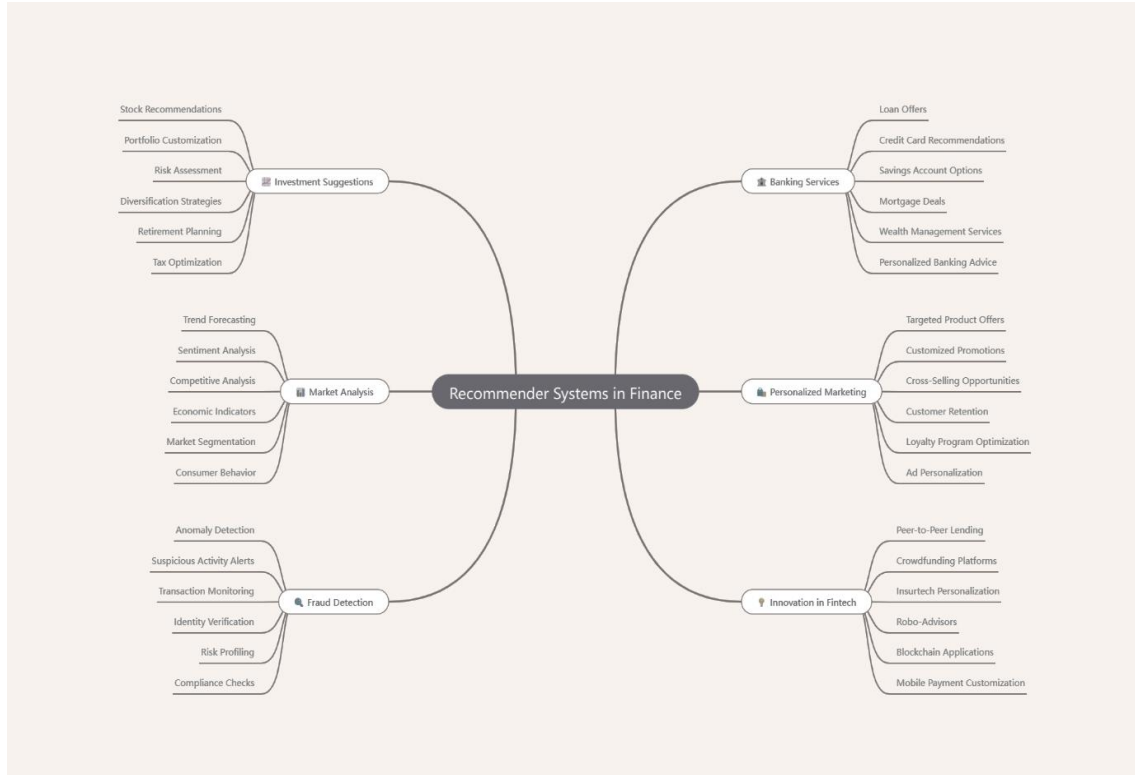 Recommender Systems in Finance
Investment Suggestions
Stock Recommendations
Portfolio Customization
Risk Assessment
Diversification Strategies
Retirement Planning
Tax Optimization
Market Analysis
Trend Forecasting
Sentiment Analysis
Competitive Analysis
Economic Indicators
Market Segmentation
Consumer Behavior
Fraud Detection
Anomaly Detection
Suspicious Activity Alerts
Transaction Monitoring
Identity Verification
Risk Profiling
Compliance Checks
Banking Services
Loan Offers
Credit Card Recommendations
Savings Account Options
Mortgage Deals
Wealth Management Services
Personalized Banking Advice
Personalized Marketing
Targeted Product Offers
Customized Promotions
Cross-Selling Opportunities
Customer Retention
Loyalty Program Optimization
Ad Personalization
Innovation in Fintech
Peer-to-Peer Lending
Crowdfunding Platforms
Insurtech Personalization
Robo-Advisors
Blockchain Applications
Mobile Payment Customization